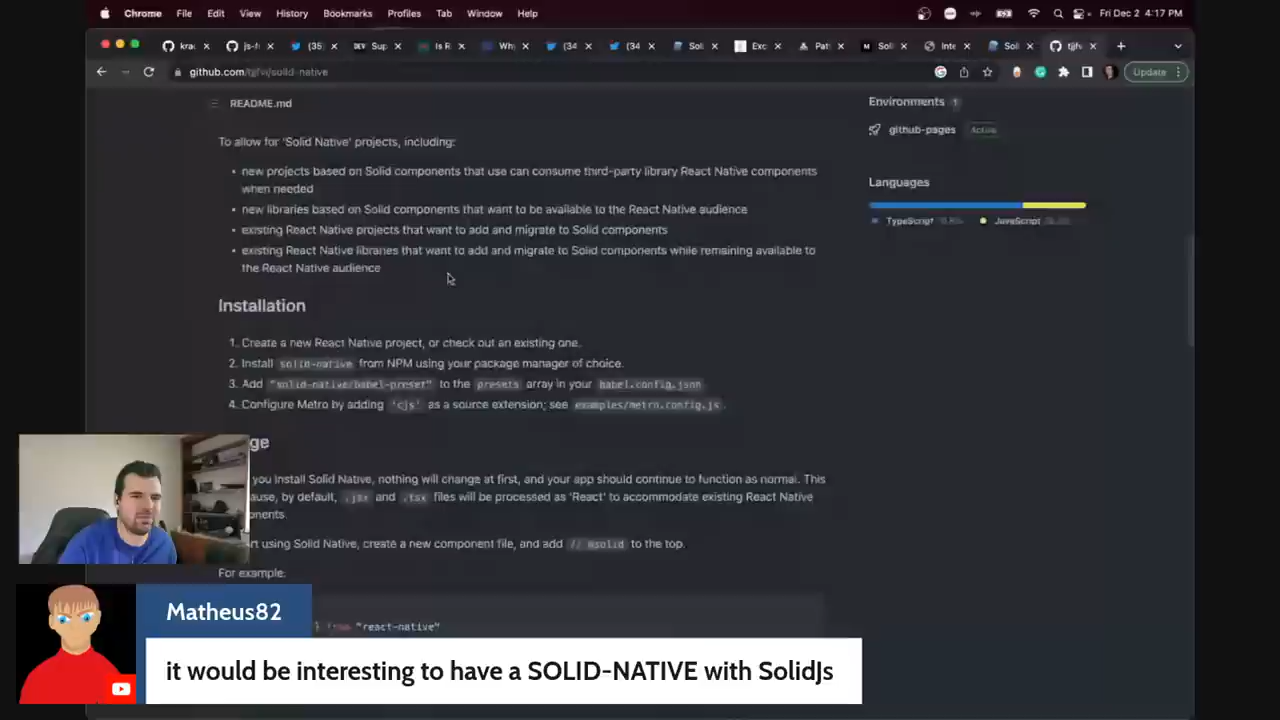 Chrome File Edit View History Bookmarks Profiles Tab Window Help Fri Dec 2 4:17 PM
(34 (34
github.com/tjjfvi/solid-native Update
README.md
Environments 1
To allow for 'Solid Native' projects, including:
github-pages Active
new projects based on Solid components that use can consume third-party library React Native components
when needed
Languages
new libraries based on Solid components that want to be available to the React Native audience
TypeScript JavaScript
existing React Native projects that want to add and migrate to Solid components
existing React Native libraries that want to add and migrate to Solid components while remaining available to
the React Native audience
Installation
1. Create a new React Native project, or check out an existing one.
2. Install solid-native from NPM using your package manager of choice.
3. Add "solid-native/babel-preset" to the presets array in your babel.config.json
4. Configure Metro by adding 'cjs' as a source extension; see examples/metro.config.js.
ge
you install Solid Native, nothing will change at first, and your app should continue to function as normal. This
ause, by default, .jsx and .tsx files will be processed as 'React' to accommodate existing React Native
onents.
rt using Solid Native, create a new component file, and add // @solid to the top.
For example:
} from "react-native"
Matheus82
it would be interesting to have a SOLID-NATIVE with SolidJs